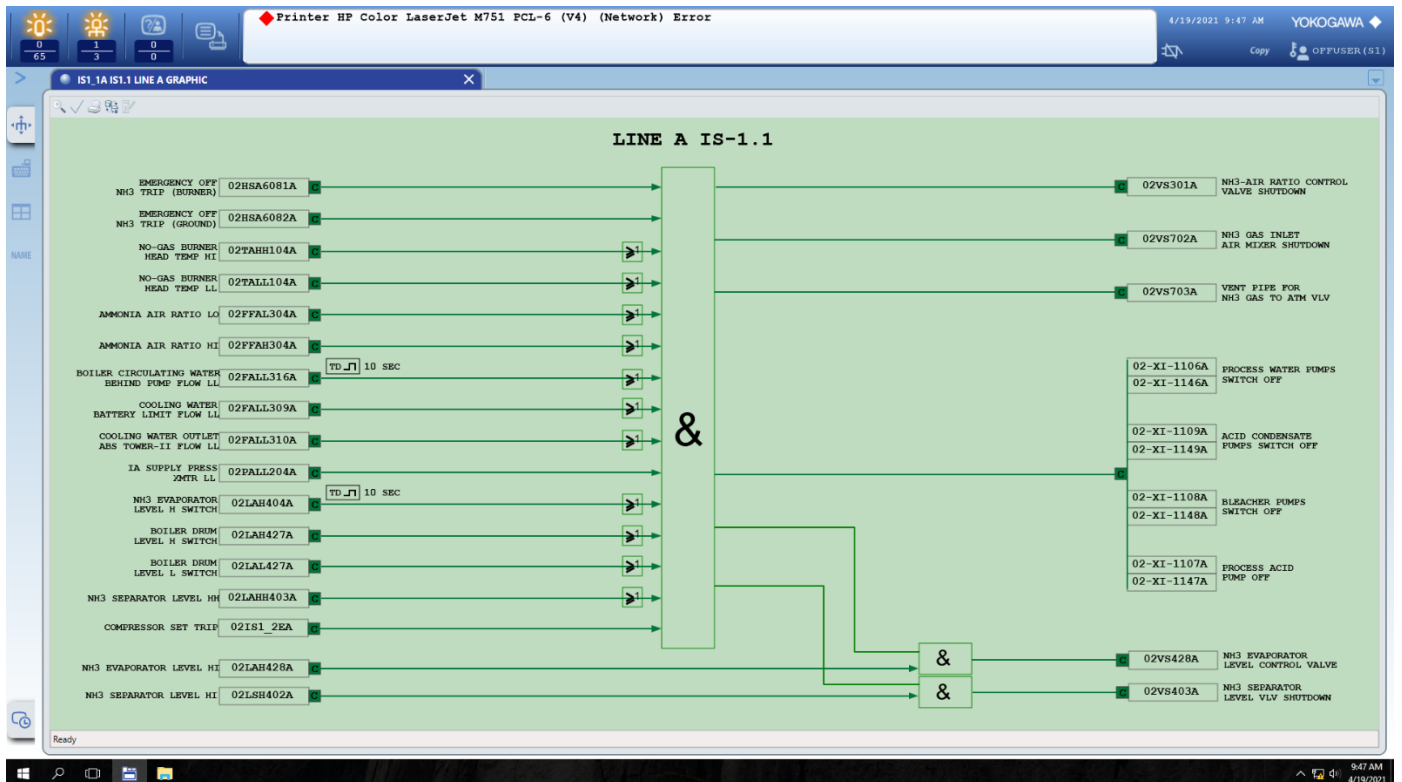 Printer HP Color LaserJet M751 PCL-6 (V4) (Network) Error
4/19/2021 9:47 AM
YOKOGAWA
0
65
1
3
0
0
Copy
OFFUSER(S1)
IS1_1A IS1.1 LINE A GRAPHIC
NAME
LINE A IS-1.1
EMERGENCY OFF
NH3 TRIP (BURNER)
02HSA6081A
C
EMERGENCY OFF
NH3 TRIP (GROUND)
02HSA6082A
C
NO-GAS BURNER
HEAD TEMP HI
02TAHH104A
C
≥1
NO-GAS BURNER
HEAD TEMP LL
02TALL104A
C
≥1
AMMONIA AIR RATIO LO
02FFAL304A
C
≥1
AMMONIA AIR RATIO HI
02FFAH304A
C
≥1
BOILER CIRCULATING WATER
BEHIND PUMP FLOW LL
02FALL316A
C
TD 10 SEC
≥1
COOLING WATER
BATTERY LIMIT FLOW LL
02FALL309A
C
≥1
COOLING WATER OUTLET
ABS TOWER-II FLOW LL
02FALL310A
C
≥1
IA SUPPLY PRESS
XMTR LL
02PALL204A
C
NH3 EVAPORATOR
LEVEL H SWITCH
02LAH404A
C
TD 10 SEC
≥1
BOILER DRUM
LEVEL H SWITCH
02LAH427A
C
≥1
BOILER DRUM
LEVEL L SWITCH
02LAL427A
C
≥1
NH3 SEPARATOR LEVEL HH
02LAHH403A
C
≥1
COMPRESSOR SET TRIP
02IS1_2EA
C
NH3 EVAPORATOR LEVEL HI
02LAH428A
C
NH3 SEPARATOR LEVEL HI
02LSH402A
C
&
C
02VS301A
NH3-AIR RATIO CONTROL
VALVE SHUTDOWN
C
02VS702A
NH3 GAS INLET
AIR MIXER SHUTDOWN
C
02VS703A
VENT PIPE FOR
NH3 GAS TO ATM VLV
02-XI-1106A
02-XI-1146A
PROCESS WATER PUMPS
SWITCH OFF
02-XI-1109A
02-XI-1149A
ACID CONDENSATE
PUMPS SWITCH OFF
C
02-XI-1108A
02-XI-1148A
BLEACHER PUMPS
SWITCH OFF
02-XI-1107A
02-XI-1147A
PROCESS ACID
PUMP OFF
&
C
02VS428A
NH3 EVAPORATOR
LEVEL CONTROL VALVE
&
C
02VS403A
NH3 SEPARATOR
LEVEL VLV SHUTDOWN
Ready
9:47 AM
4/19/2021